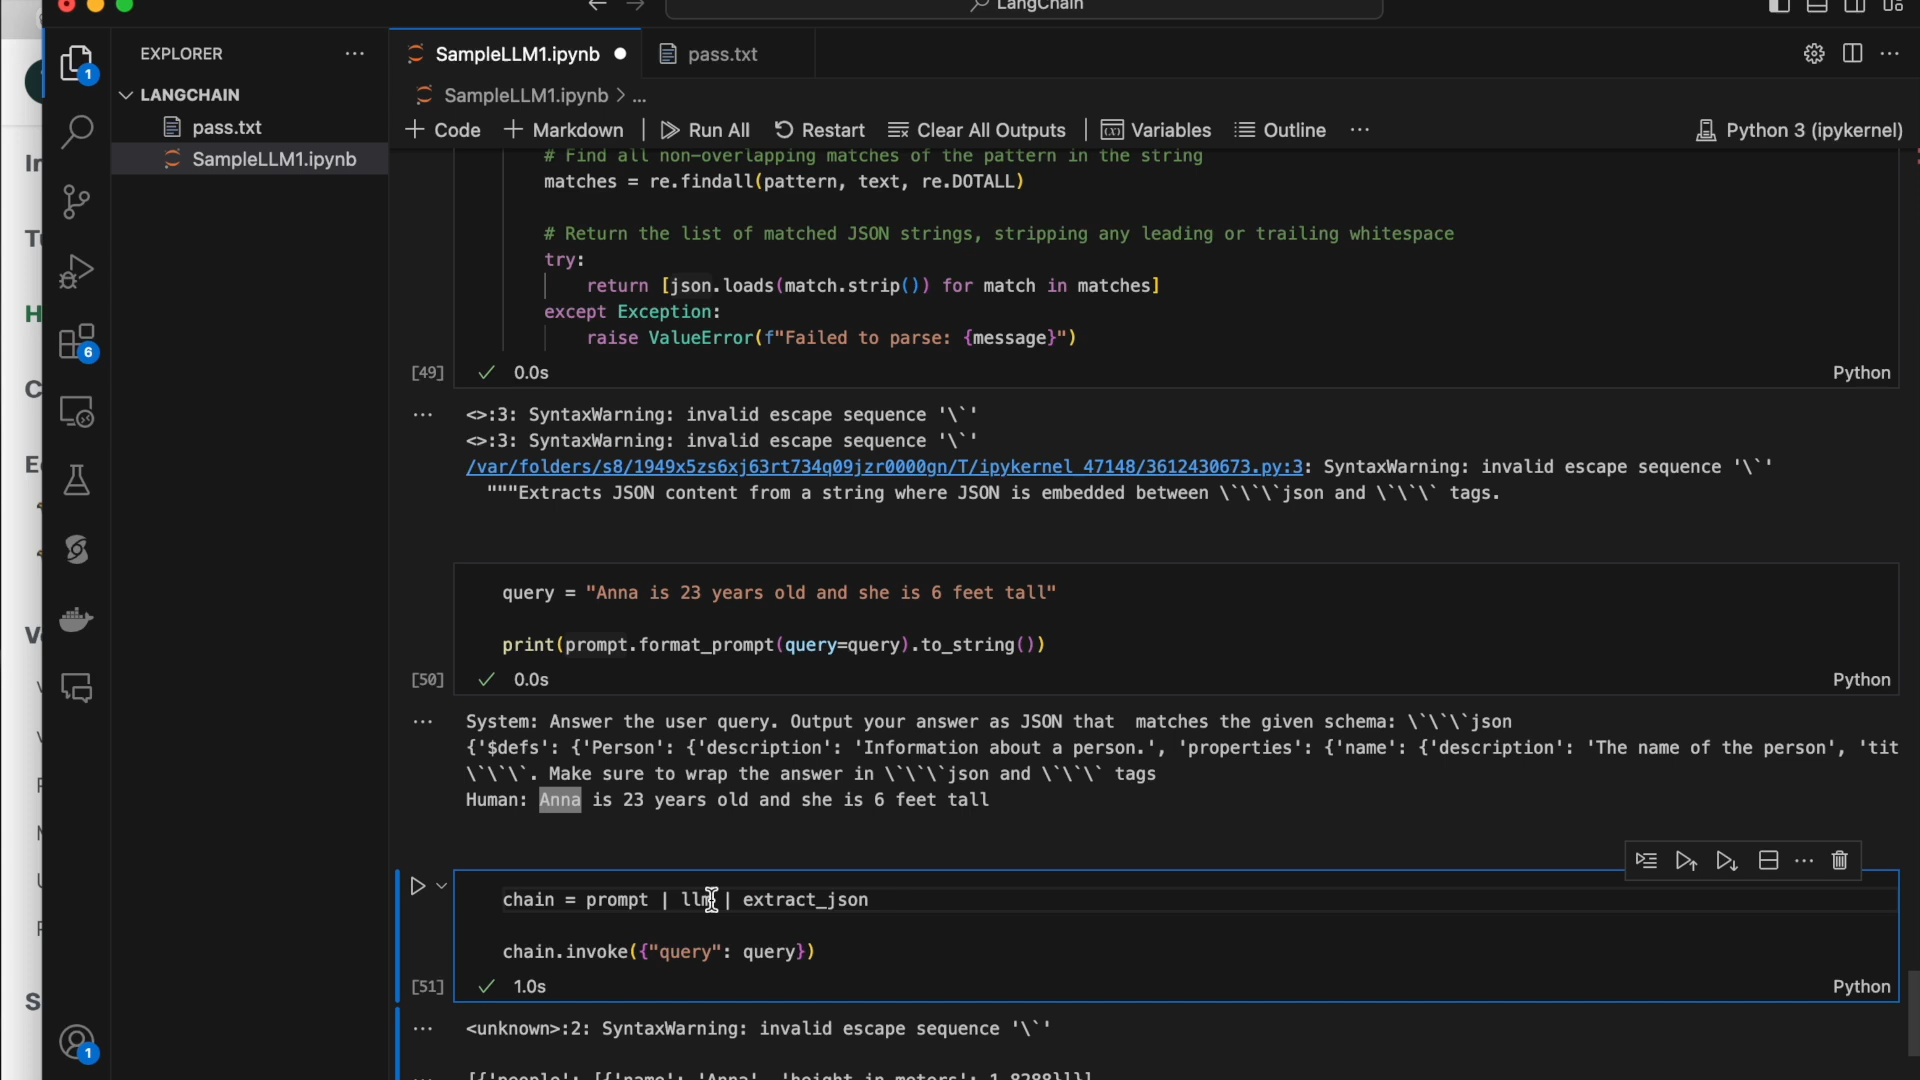 LangChain
EXPLORER
LANGCHAIN
pass.txt
SampleLLM1.ipynb
1
6
1
SampleLLM1.ipynb
pass.txt
SampleLLM1.ipynb > ...
+ Code + Markdown Run All Restart Clear All Outputs Variables Outline ... Python 3 (ipykernel)
# Find all non-overlapping matches of the pattern in the string
matches = re.findall(pattern, text, re.DOTALL)
# Return the list of matched JSON strings, stripping any leading or trailing whitespace
try:
return [json.loads(match.strip()) for match in matches]
except Exception:
raise ValueError(f"Failed to parse: {message}")
[49] 0.0s Python
<>:3: SyntaxWarning: invalid escape sequence '\`'
<>:3: SyntaxWarning: invalid escape sequence '\`'
/var/folders/s8/1949x5zs6xj63rt734q09jzr0000gn/T/ipykernel_47148/3612430673.py:3: SyntaxWarning: invalid escape sequence '\`'
"""Extracts JSON content from a string where JSON is embedded between \`\`\`json and \`\`\` tags.
query = "Anna is 23 years old and she is 6 feet tall"
print(prompt.format_prompt(query=query).to_string())
[50] 0.0s Python
System: Answer the user query. Output your answer as JSON that  matches the given schema: \`\`\`json
{'$defs': {'Person': {'description': 'Information about a person.', 'properties': {'name': {'description': 'The name of the person', 'tit
\`\`\`. Make sure to wrap the answer in \`\`\`json and \`\`\` tags
Human: Anna is 23 years old and she is 6 feet tall
chain = prompt | llm | extract_json
chain.invoke({"query": query})
[51] 1.0s Python
<unknown>:2: SyntaxWarning: invalid escape sequence '\`'
[{'people': [{'name': 'Anna', 'height_in_meters': 1.8288}]}]